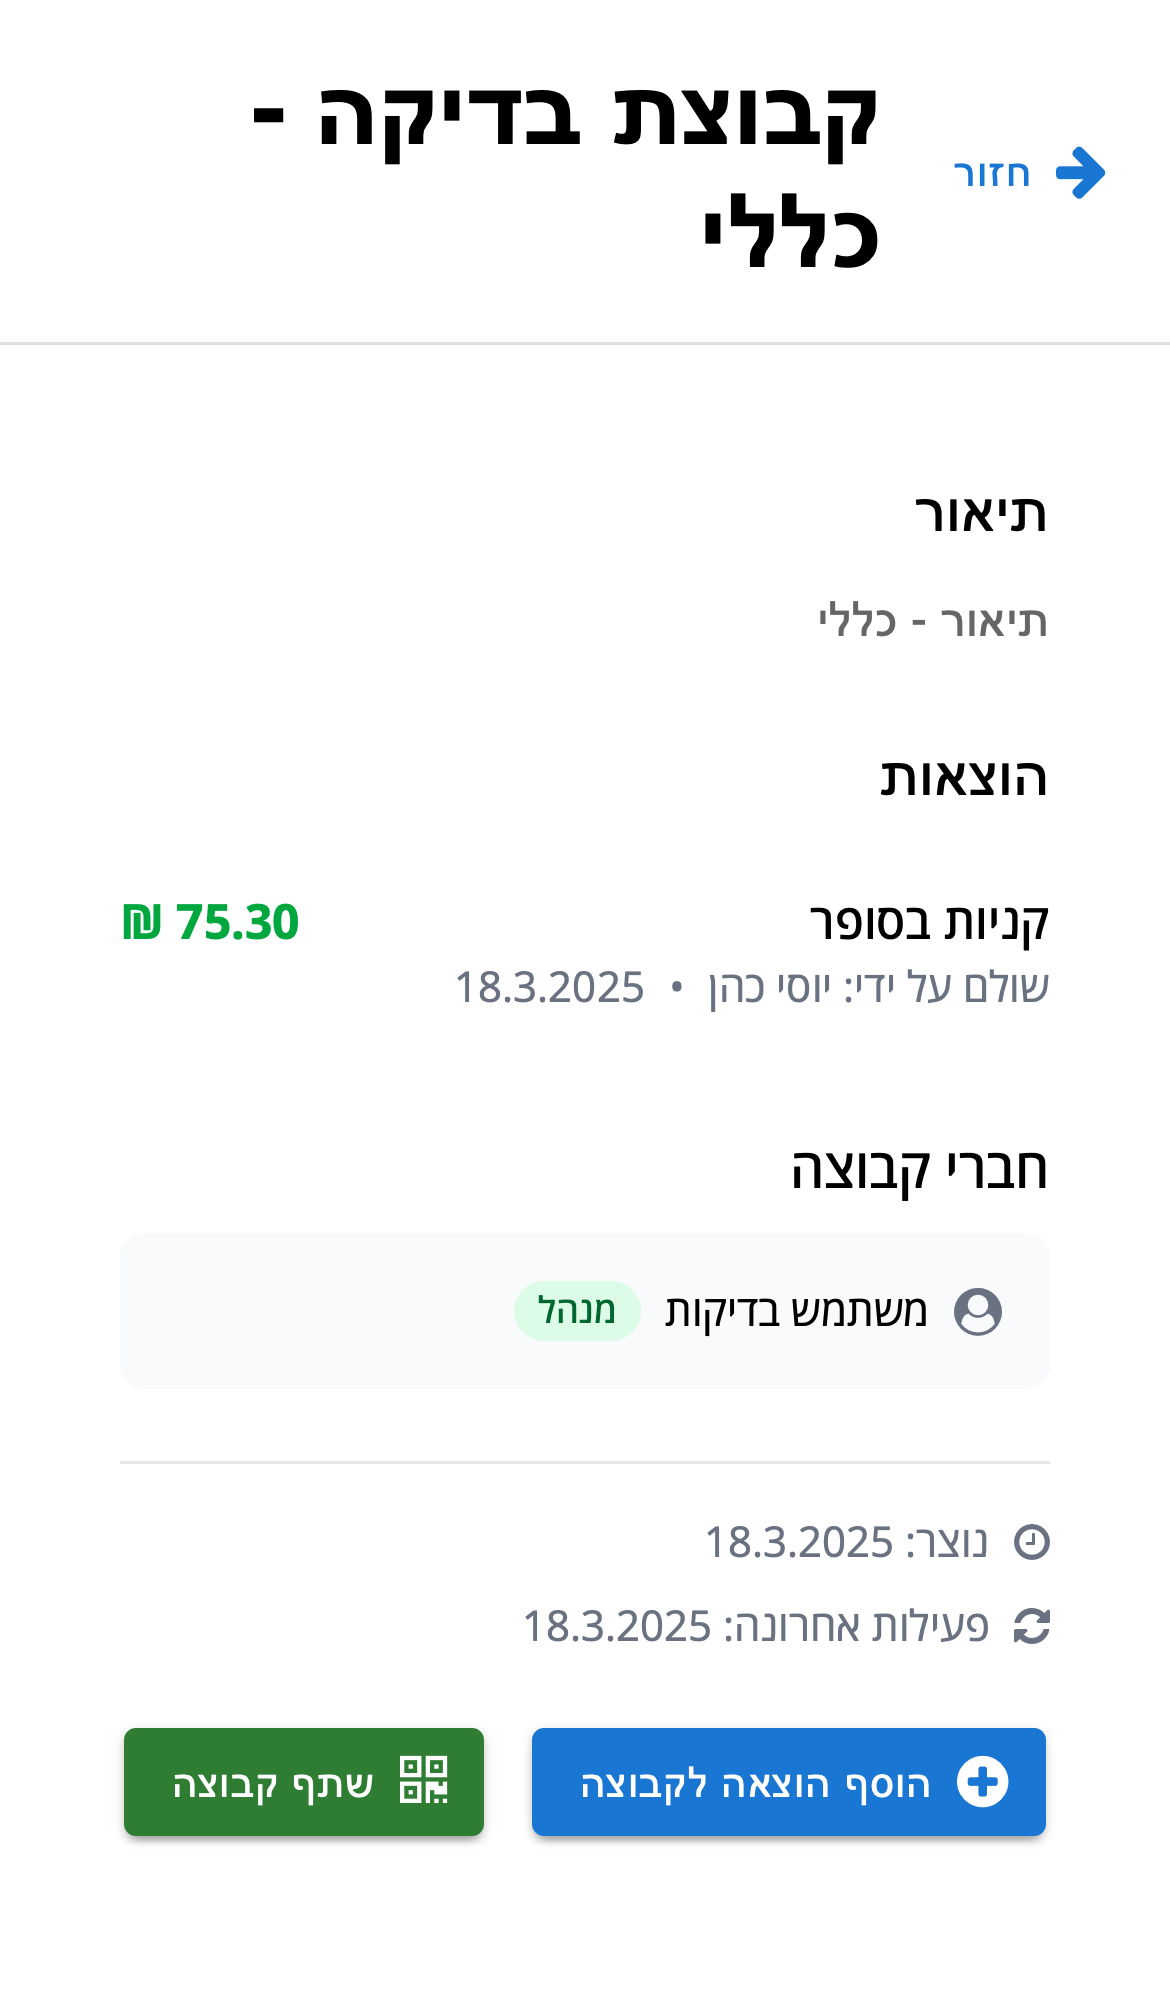 חזור
קבוצת בדיקה -
כללי
תיאור
תיאור - כללי
הוצאות
קניות בסופר
75.30 ₪
שולם על ידי: יוסי כהן • 18.3.2025
חברי קבוצה
משתמש בדיקות מנהל
נוצר: 18.3.2025
פעילות אחרונה: 18.3.2025
הוסף הוצאה לקבוצה
שתף קבוצה